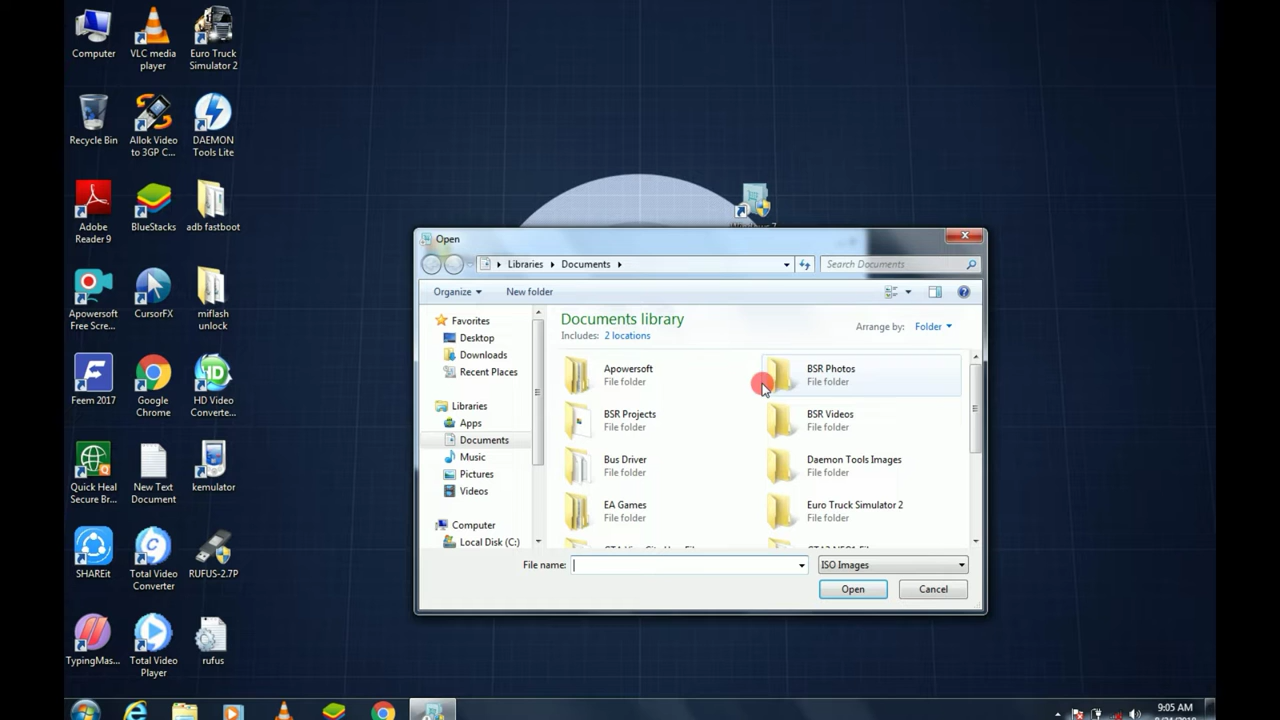 Computer
VLC media
player
Euro Truck
Simulator 2
Recycle Bin
Allok Video
to 3GP C...
DAEMON
Tools Lite
Adobe
Reader 9
BlueStacks
adb fastboot
Apowersoft
Free Scree...
CursorFX
miflash
unlock
Feem 2017
Google
Chrome
HD Video
Converte...
Quick Heal
Secure Br...
New Text
Document
kemulator
SHAREit
Total Video
Converter
RUFUS-2.7P
TypingMas...
Total Video
Player
rufus
Open
Libraries
Documents
Search Documents
Organize
New folder
Favorites
Desktop
Downloads
Recent Places
Libraries
Apps
Documents
Music
Pictures
Videos
Computer
Local Disk (C:)
Documents library
Includes: 2 locations
Arrange by: Folder
Apowersoft
File folder
BSR Photos
File folder
BSR Projects
File folder
BSR Videos
File folder
Bus Driver
File folder
Daemon Tools Images
File folder
EA Games
File folder
Euro Truck Simulator 2
File folder
File name:
ISO Images
Open
Cancel
9:05 AM